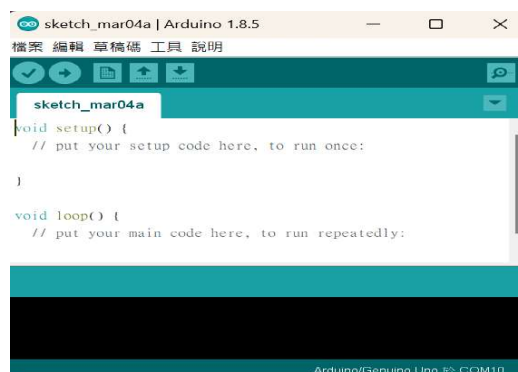 sketch_mar04a | Arduino 1.8.5
檔案 編輯 草稿碼 工具 說明
sketch_mar04a
void setup() {
// put your setup code here, to run once:
}
void loop() {
// put your main code here, to run repeatedly:
Arduino/Genuino Uno 於 COM10